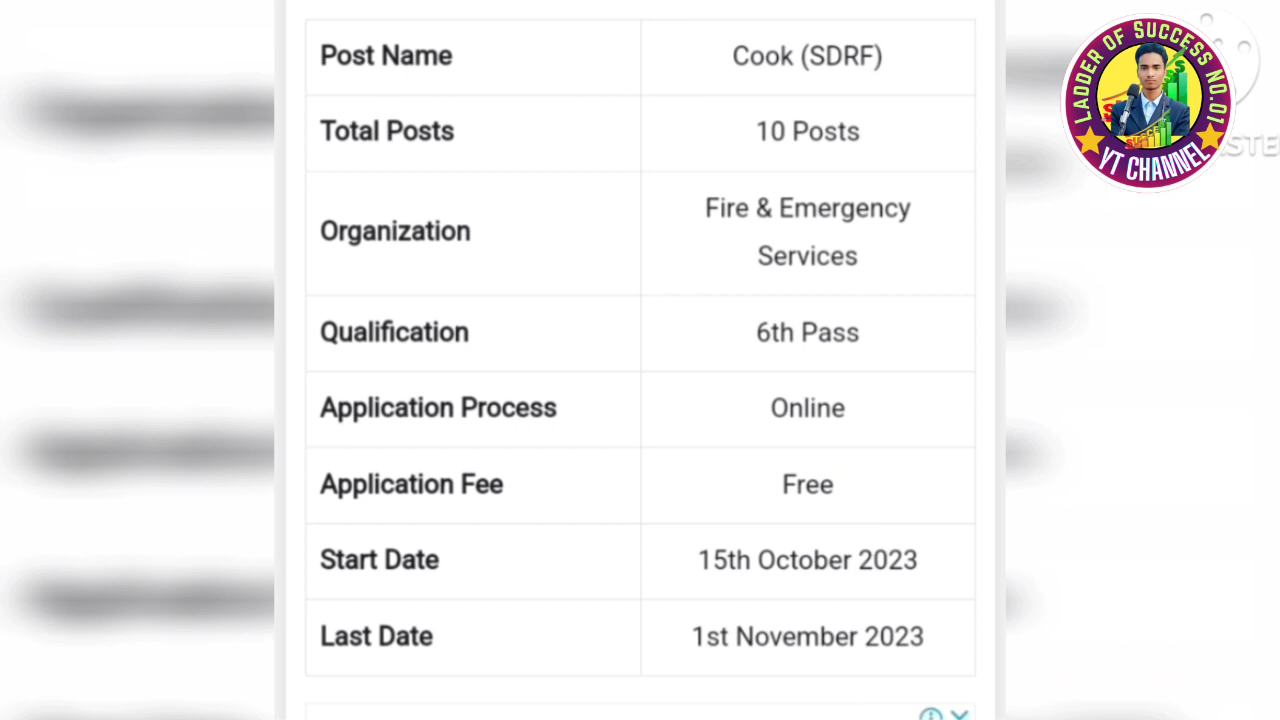 Post Name Cook (SDRF)
Total Posts 10 Posts
Organization Fire & Emergency
Services
Qualification 6th Pass
Application Process Online
Application Fee Free
Start Date 15th October 2023
Last Date 1st November 2023
LADDER OF SUCCESS NO.01
YT CHANNEL